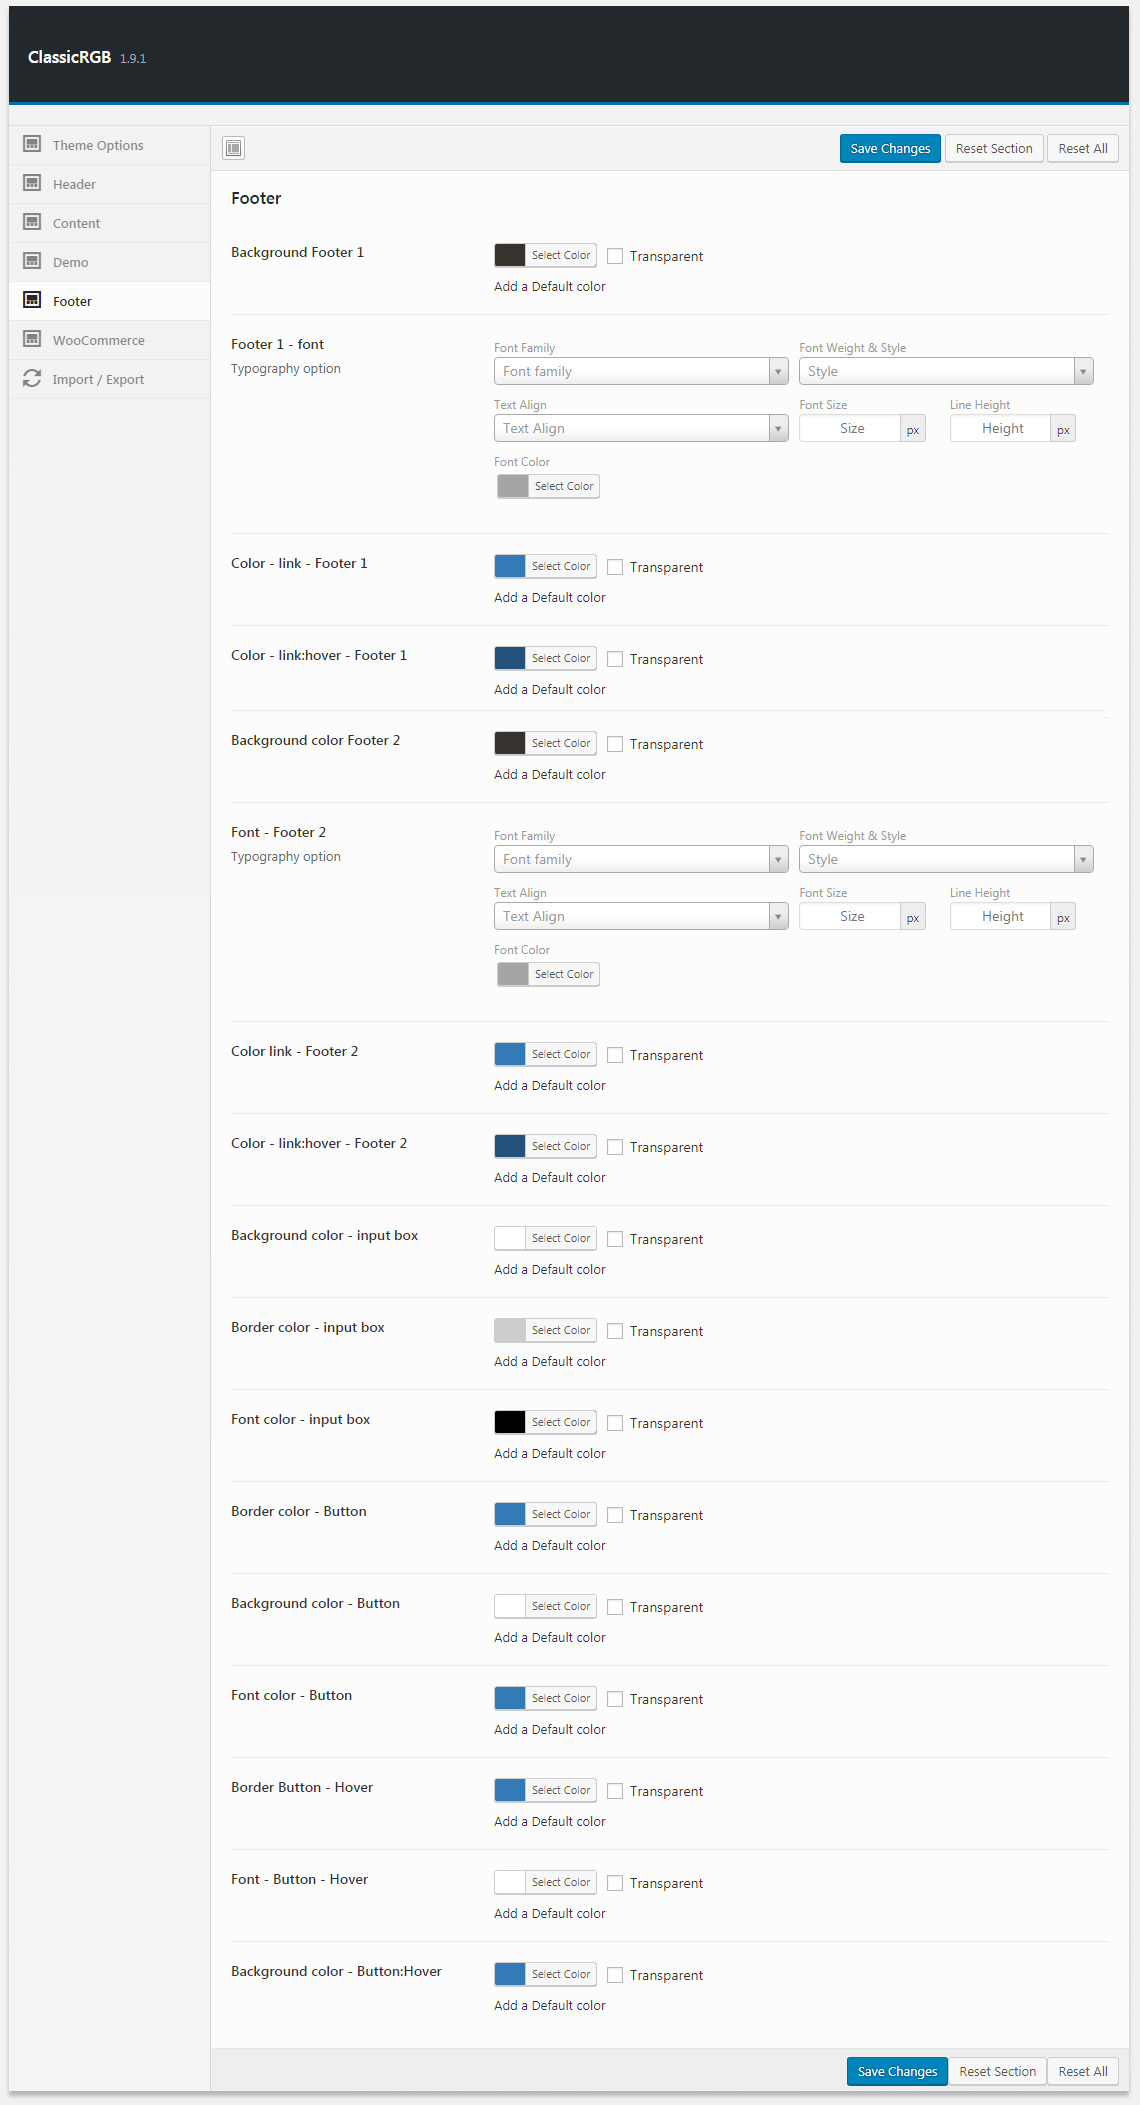 ClassicRGB 1.9.1
Theme Options
Header
Content
Demo
Footer
WooCommerce
Import / Export
Save Changes Reset Section Reset All
Footer
Background Footer 1 Select Color Transparent
Add a Default color
Footer 1 - font
Typography option
Font Family Font Weight & Style
Font family Style
Text Align Font Size Line Height
Text Align Size px Height px
Font Color
Select Color
Color - link - Footer 1 Select Color Transparent
Add a Default color
Color - link:hover - Footer 1 Select Color Transparent
Add a Default color
Background color Footer 2 Select Color Transparent
Add a Default color
Font - Footer 2
Typography option
Font Family Font Weight & Style
Font family Style
Text Align Font Size Line Height
Text Align Size px Height px
Font Color
Select Color
Color link - Footer 2 Select Color Transparent
Add a Default color
Color - link:hover - Footer 2 Select Color Transparent
Add a Default color
Background color - input box Select Color Transparent
Add a Default color
Border color - input box Select Color Transparent
Add a Default color
Font color - input box Select Color Transparent
Add a Default color
Border color - Button Select Color Transparent
Add a Default color
Background color - Button Select Color Transparent
Add a Default color
Font color - Button Select Color Transparent
Add a Default color
Border Button - Hover Select Color Transparent
Add a Default color
Font - Button - Hover Select Color Transparent
Add a Default color
Background color - Button:Hover Select Color Transparent
Add a Default color
Save Changes Reset Section Reset All